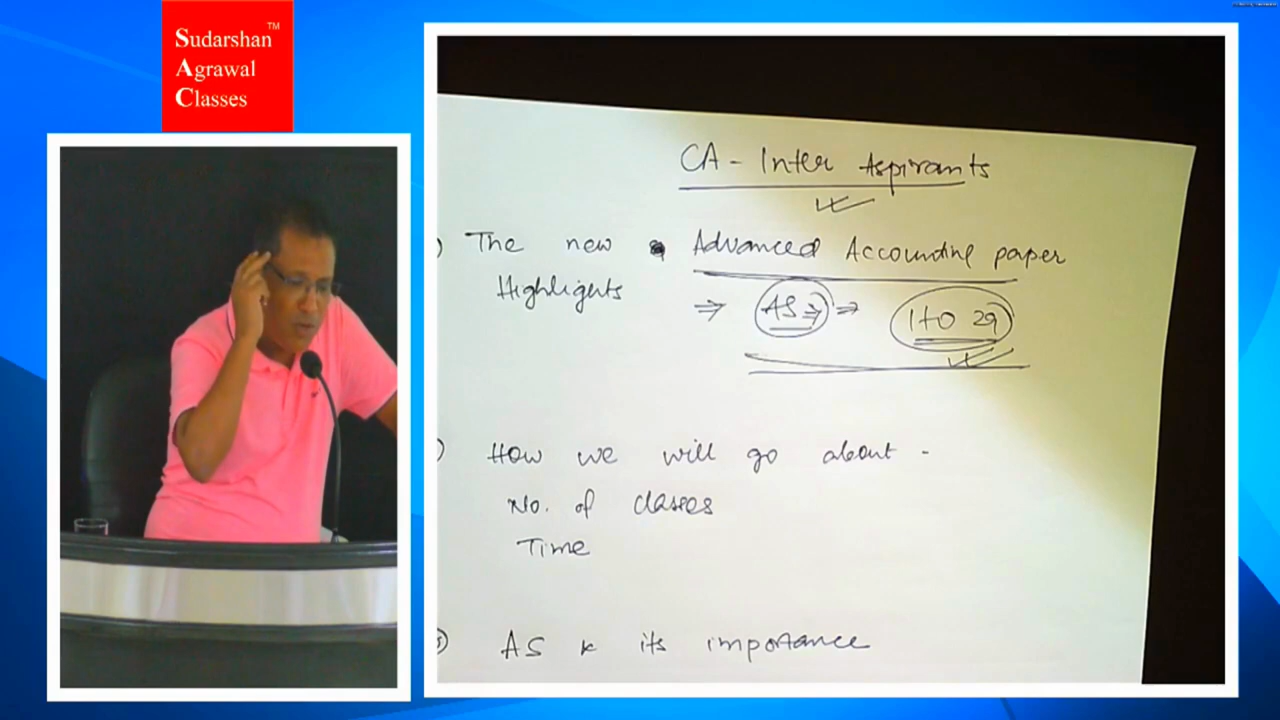 Sudarshan™
Agrawal
Classes
CA - Inter Aspirants
) The new Advanced Accounting paper
Highlights
⇒ AS ⇒ 1 to 29
) How we will go about -
No. of classes
Time
3) AS & its importance